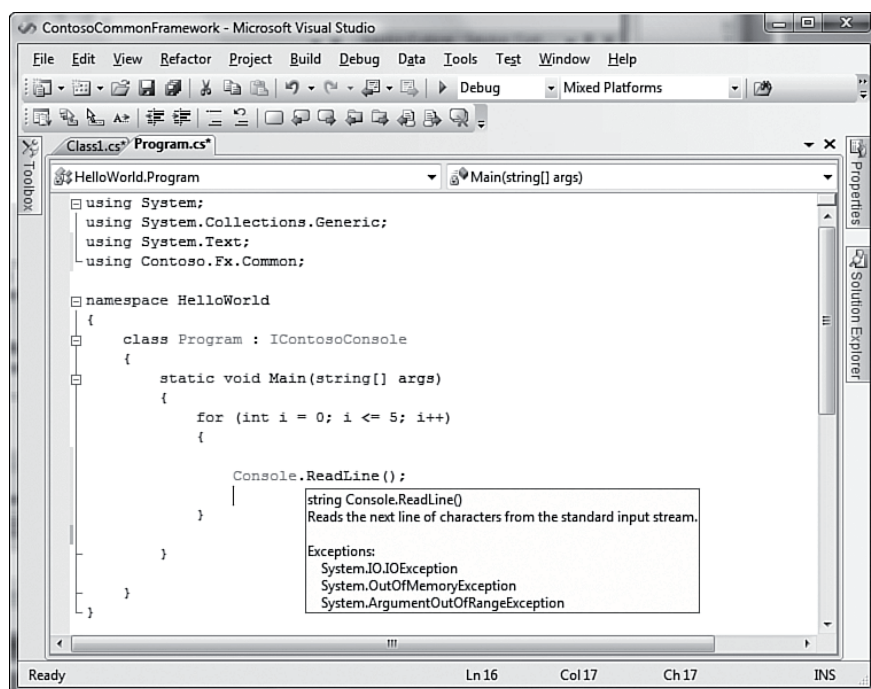 ContosoCommonFramework - Microsoft Visual Studio
File Edit View Refactor Project Build Debug Data Tools Test Window Help
Debug Mixed Platforms
Class1.cs* Program.cs*
HelloWorld.Program Main(string[] args)
Toolbox
Properties
Solution Explorer
using System;
using System.Collections.Generic;
using System.Text;
using Contoso.Fx.Common;
namespace HelloWorld
{
class Program : IContosoConsole
{
static void Main(string[] args)
{
for (int i = 0; i <= 5; i++)
{
Console.ReadLine();
string Console.ReadLine()
Reads the next line of characters from the standard input stream.
Exceptions:
System.IO.IOException
System.OutOfMemoryException
System.ArgumentOutOfRangeException
}
}
}
}
Ready Ln 16 Col 17 Ch 17 INS